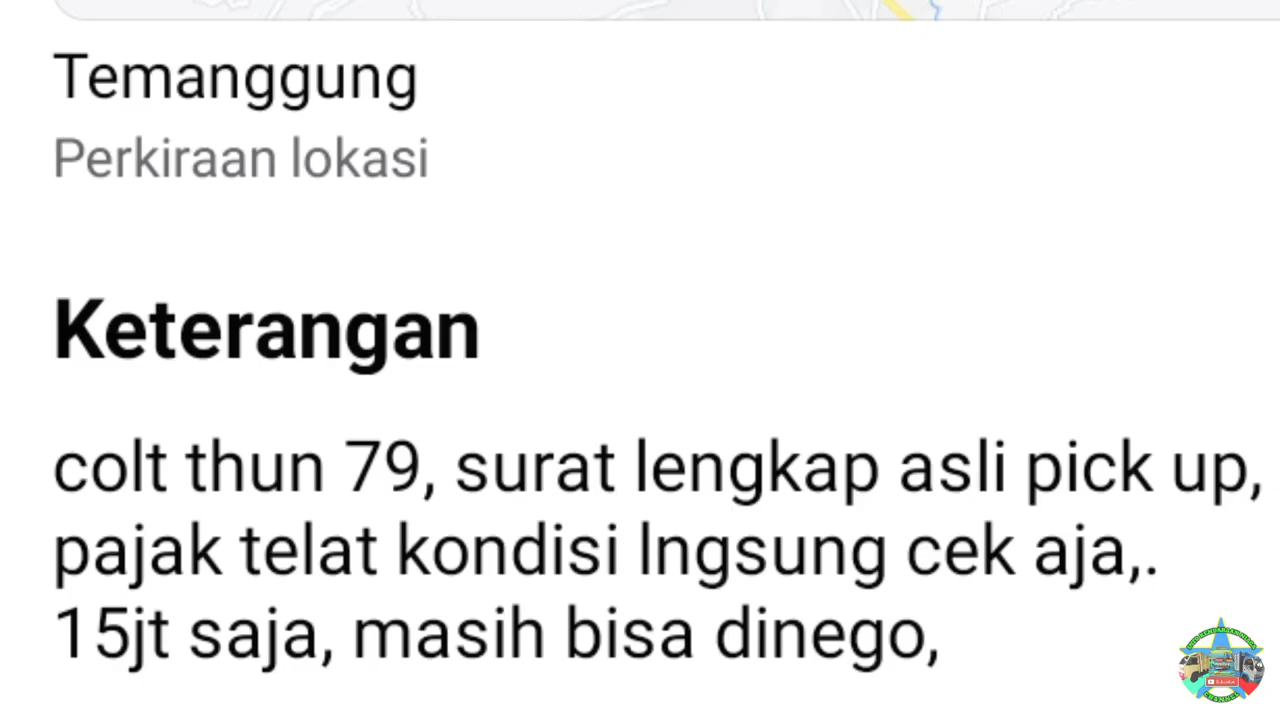 Temanggung
Perkiraan lokasi
Keterangan
colt thun 79, surat lengkap asli pick up,
pajak telat kondisi lngsung cek aja,.
15jt saja, masih bisa dinego,
CHANNEL